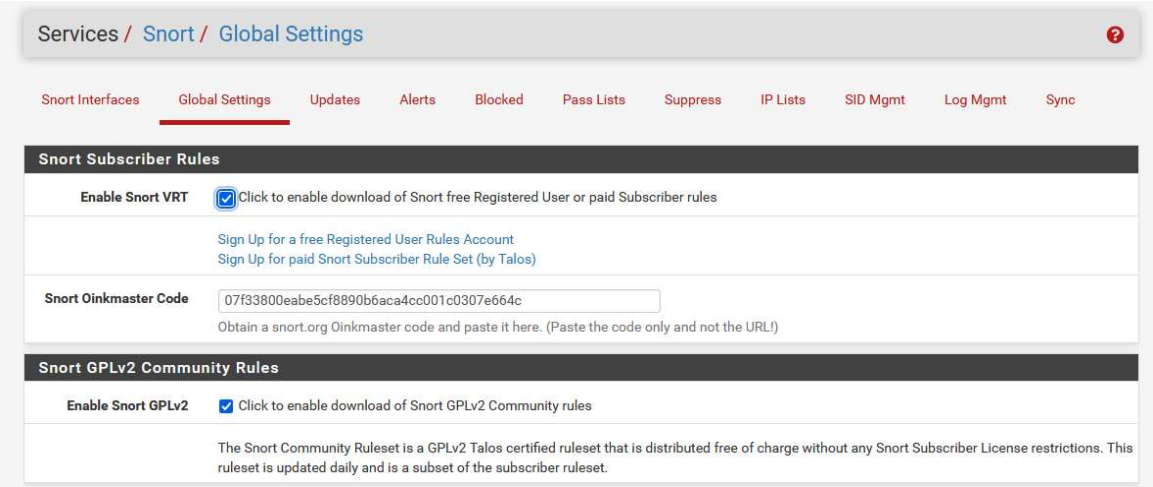 Services / Snort / Global Settings
Snort Interfaces Global Settings Updates Alerts Blocked Pass Lists Suppress IP Lists SID Mgmt Log Mgmt Sync
Snort Subscriber Rules
Enable Snort VRT Click to enable download of Snort free Registered User or paid Subscriber rules
Sign Up for a free Registered User Rules Account
Sign Up for paid Snort Subscriber Rule Set (by Talos)
Snort Oinkmaster Code 07f33800eabe5cf8890b6aca4cc001c0307e664c
Obtain a snort.org Oinkmaster code and paste it here. (Paste the code only and not the URL!)
Snort GPLv2 Community Rules
Enable Snort GPLv2 Click to enable download of Snort GPLv2 Community rules
The Snort Community Ruleset is a GPLv2 Talos certified ruleset that is distributed free of charge without any Snort Subscriber License restrictions. This
ruleset is updated daily and is a subset of the subscriber ruleset.